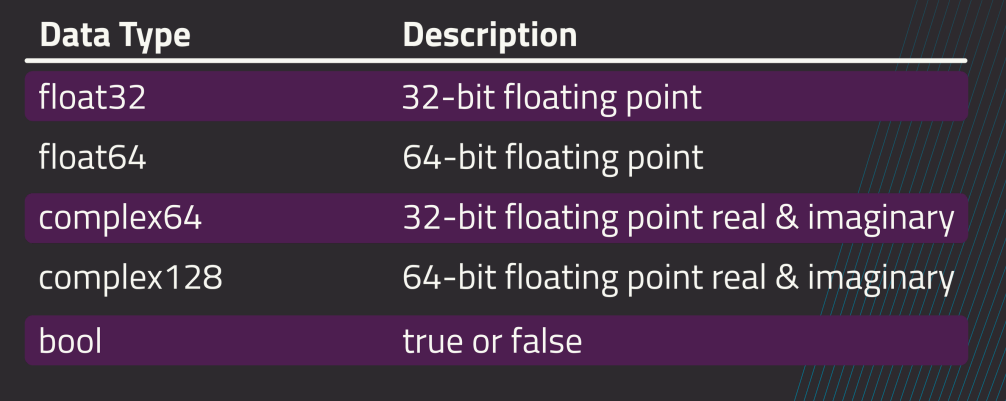 Data Type Description
float32 32-bit floating point
float64 64-bit floating point
complex64 32-bit floating point real & imaginary
complex128 64-bit floating point real & imaginary
bool true or false